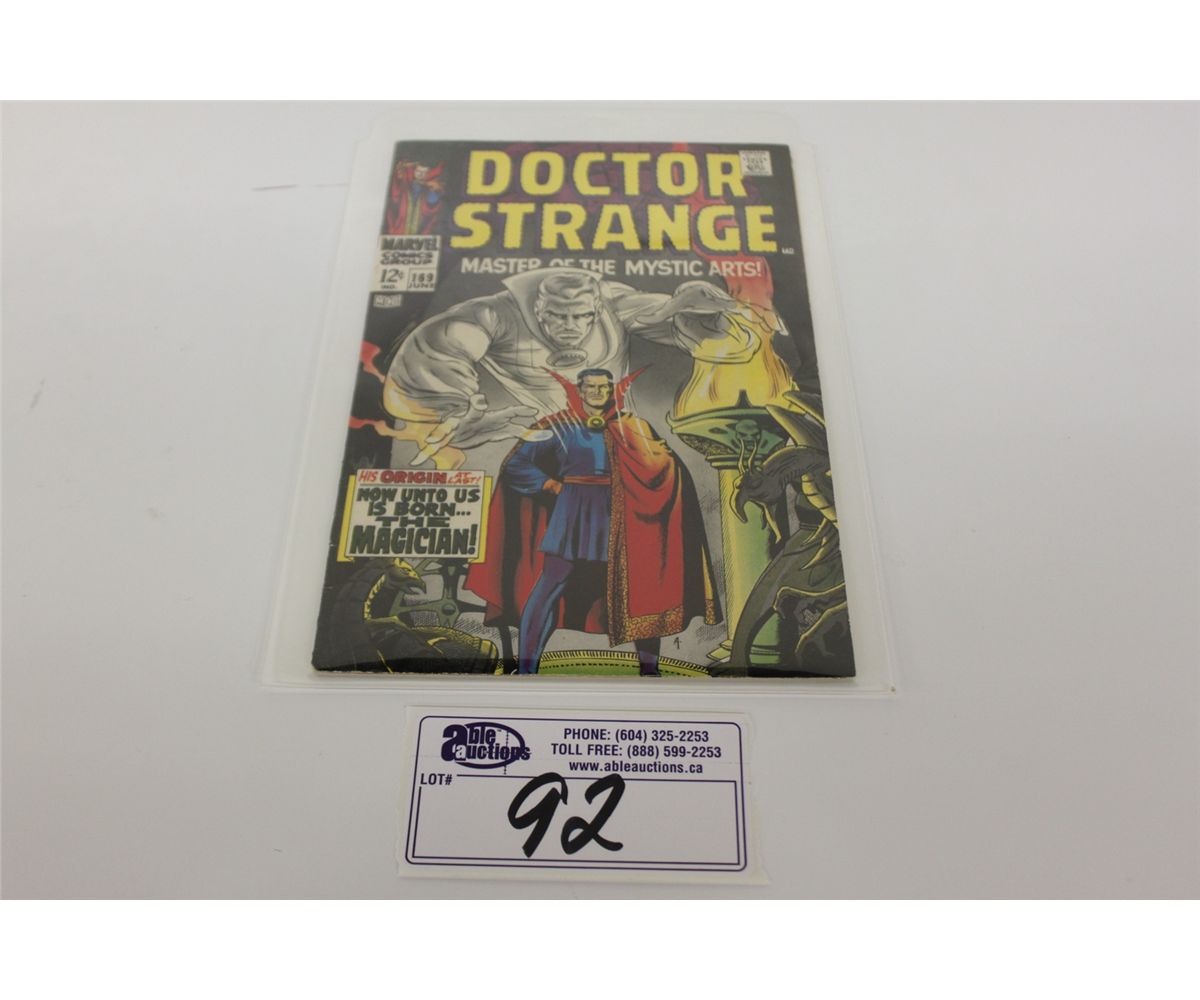 DOCTOR
STRANGE
MASTER OF THE MYSTIC ARTS!
MARVEL
COMICS
GROUP
12¢
IND.
169
JUNE
HIS ORIGIN AT LAST!
NOW UNTO US
IS BORN...
THE
MAGICIAN!
able
auctions
PHONE: (604) 325-2253
TOLL FREE: (888) 599-2253
www.ableauctions.ca
LOT#
92